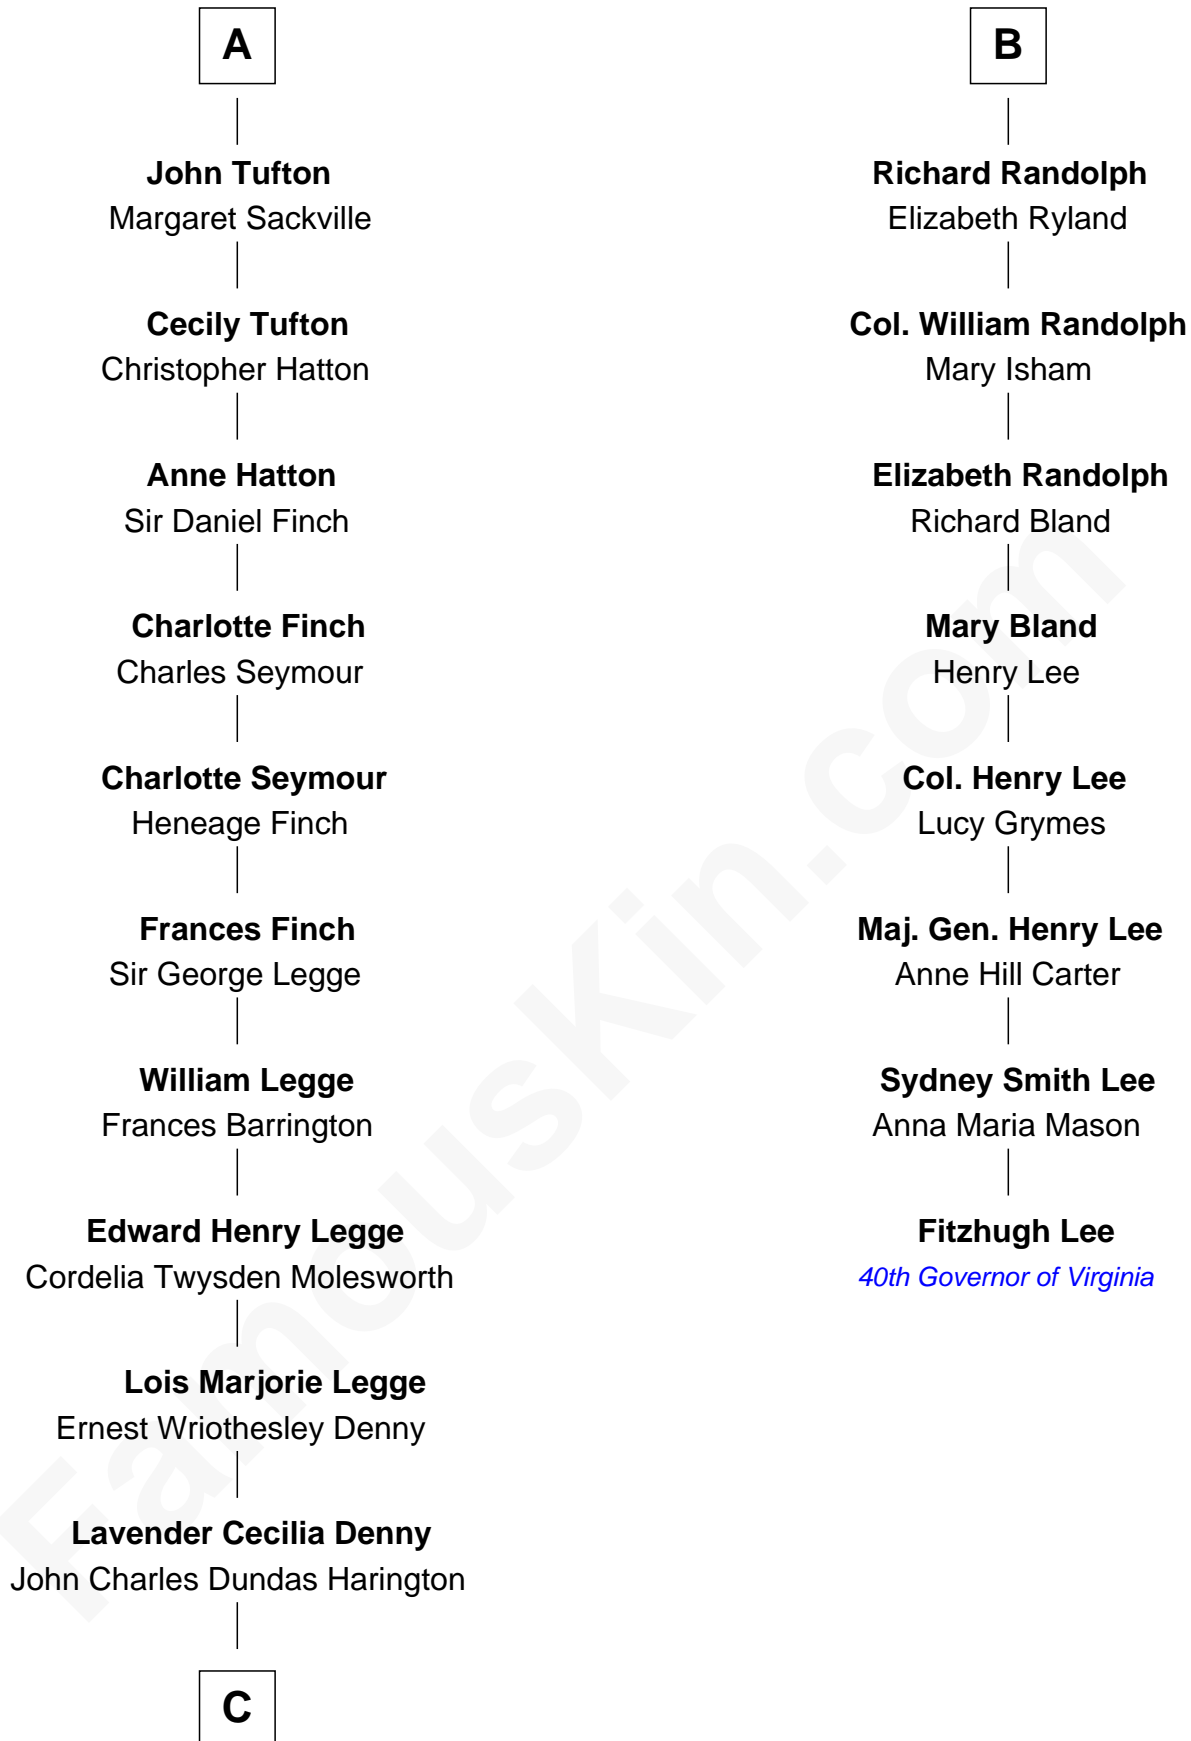 A
John Tufton
Margaret Sackville
Cecily Tufton
Christopher Hatton
Anne Hatton
Sir Daniel Finch
Charlotte Finch
Charles Seymour
Charlotte Seymour
Heneage Finch
Frances Finch
Sir George Legge
William Legge
Frances Barrington
Edward Henry Legge
Cordelia Twysden Molesworth
Lois Marjorie Legge
Ernest Wriothesley Denny
Lavender Cecilia Denny
John Charles Dundas Harington
C
B
Richard Randolph
Elizabeth Ryland
Col. William Randolph
Mary Isham
Elizabeth Randolph
Richard Bland
Mary Bland
Henry Lee
Col. Henry Lee
Lucy Grymes
Maj. Gen. Henry Lee
Anne Hill Carter
Sydney Smith Lee
Anna Maria Mason
Fitzhugh Lee
40th Governor of Virginia
FamousKin.com